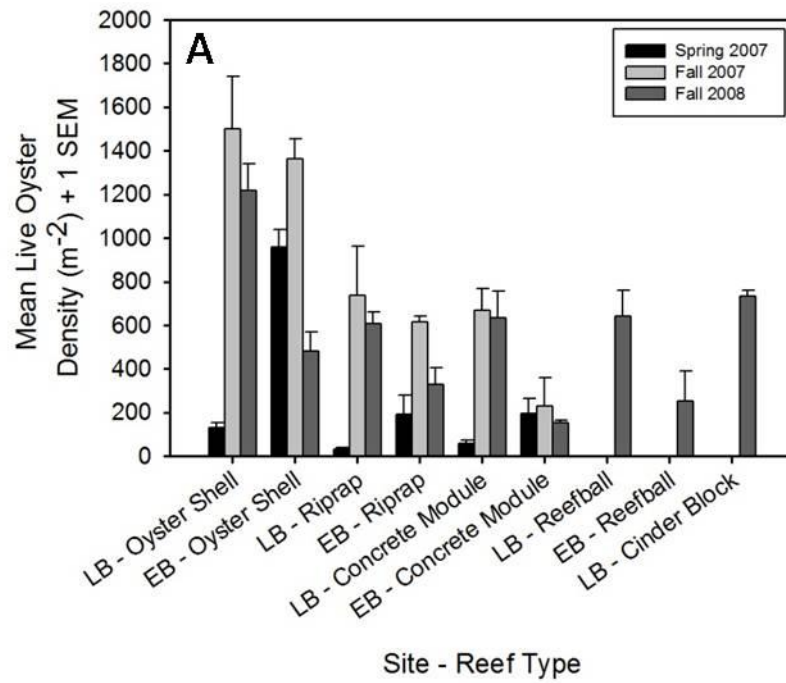 A
Spring 2007
Fall 2007
Fall 2008
Mean Live Oyster
Density (m⁻²) + 1 SEM
2000
1800
1600
1400
1200
1000
800
600
400
200
0
LB - Oyster Shell
EB - Oyster Shell
LB - Riprap
EB - Riprap
LB - Concrete Module
EB - Concrete Module
LB - Reefball
EB - Reefball
LB - Cinder Block
Site - Reef Type